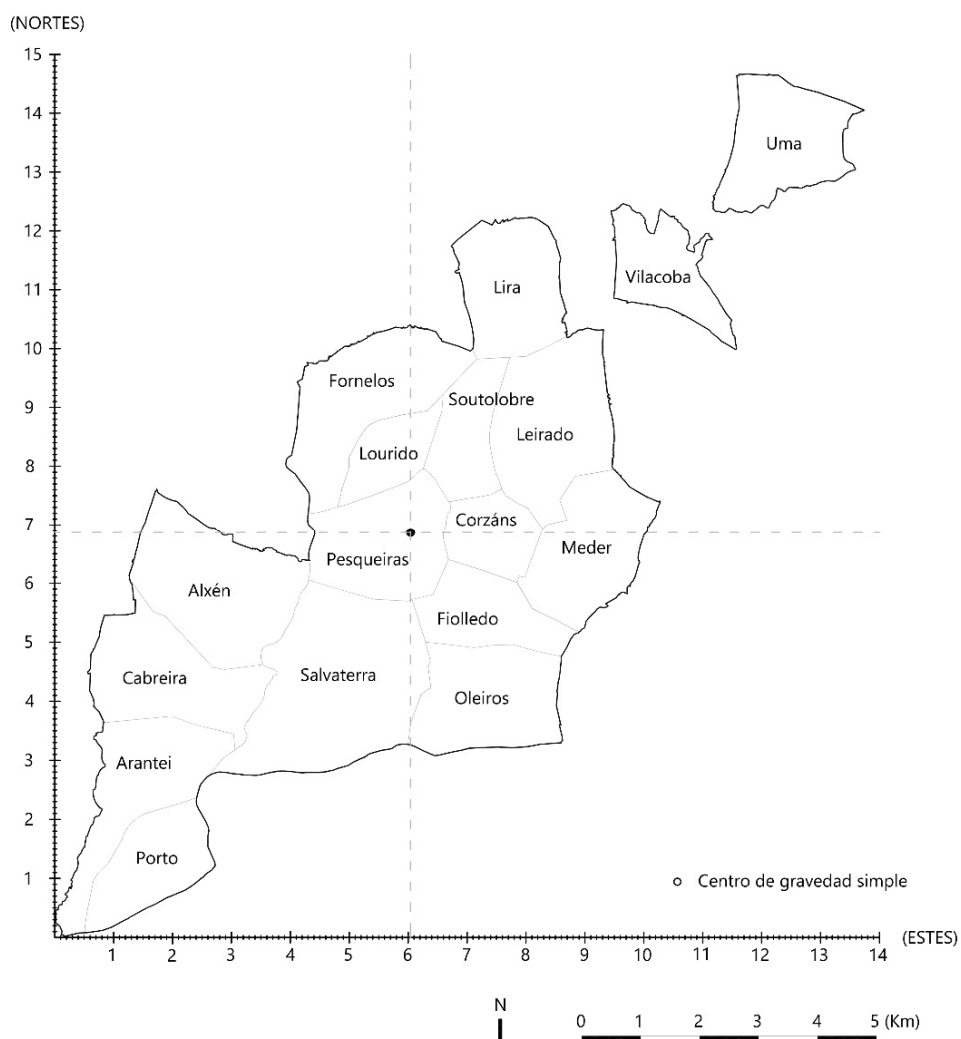 (NORTES)
15
14
Uma
13
12
Vilacoba
11
Lira
10
Fornelos
9
Soutolobre
Leirado
Lourido
8
7
Corzáns
Meder
Pesqueiras
6
Alxén
Fiolledo
5
Salvaterra
Cabreira
4
Oleiros
3
Arantei
2
Porto
1
Centro de gravedad simple
1 2 3 4 5 6 7 8 9 10 11 12 13 14
(ESTES)
N
0 1 2 3 4 5 (Km)